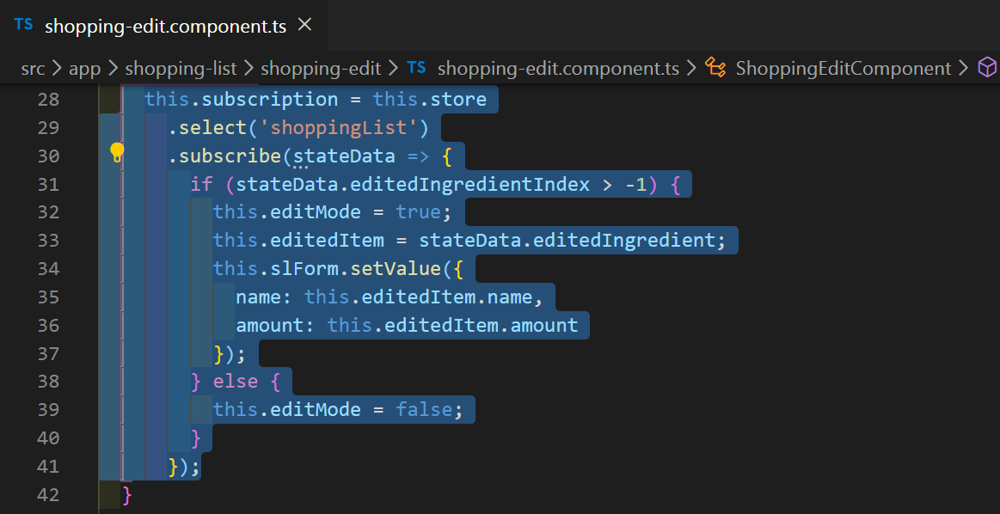 TS shopping-edit.component.ts
src > app > shopping-list > shopping-edit > TS shopping-edit.component.ts > ShoppingEditComponent >
28 this.subscription = this.store
29 .select('shoppingList')
30 .subscribe(stateData => {
31 if (stateData.editedIngredientIndex > -1) {
32 this.editMode = true;
33 this.editedItem = stateData.editedIngredient;
34 this.slForm.setValue({
35 name: this.editedItem.name,
36 amount: this.editedItem.amount
37 });
38 } else {
39 this.editMode = false;
40 }
41 });
42 }